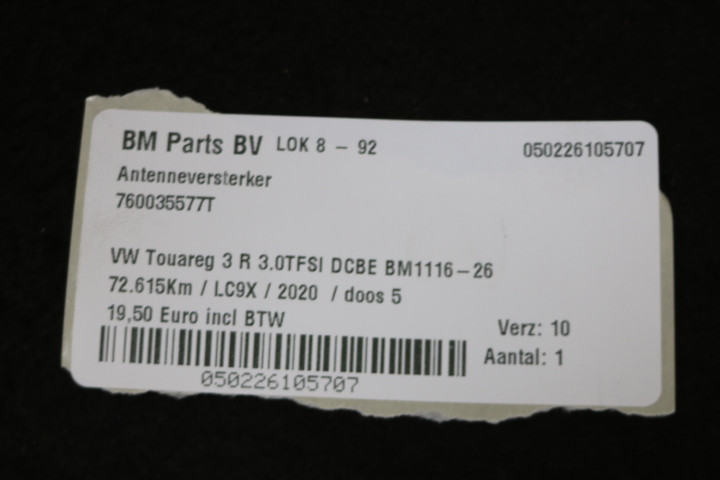 BM Parts BV LOK 8 - 92 050226105707
Antenneversterker
760035577T
VW Touareg 3 R 3.0TFSI DCBE BM1116-26
72.615Km / LC9X / 2020 / doos 5
19,50 Euro incl BTW
Verz: 10
Aantal: 1
050226105707